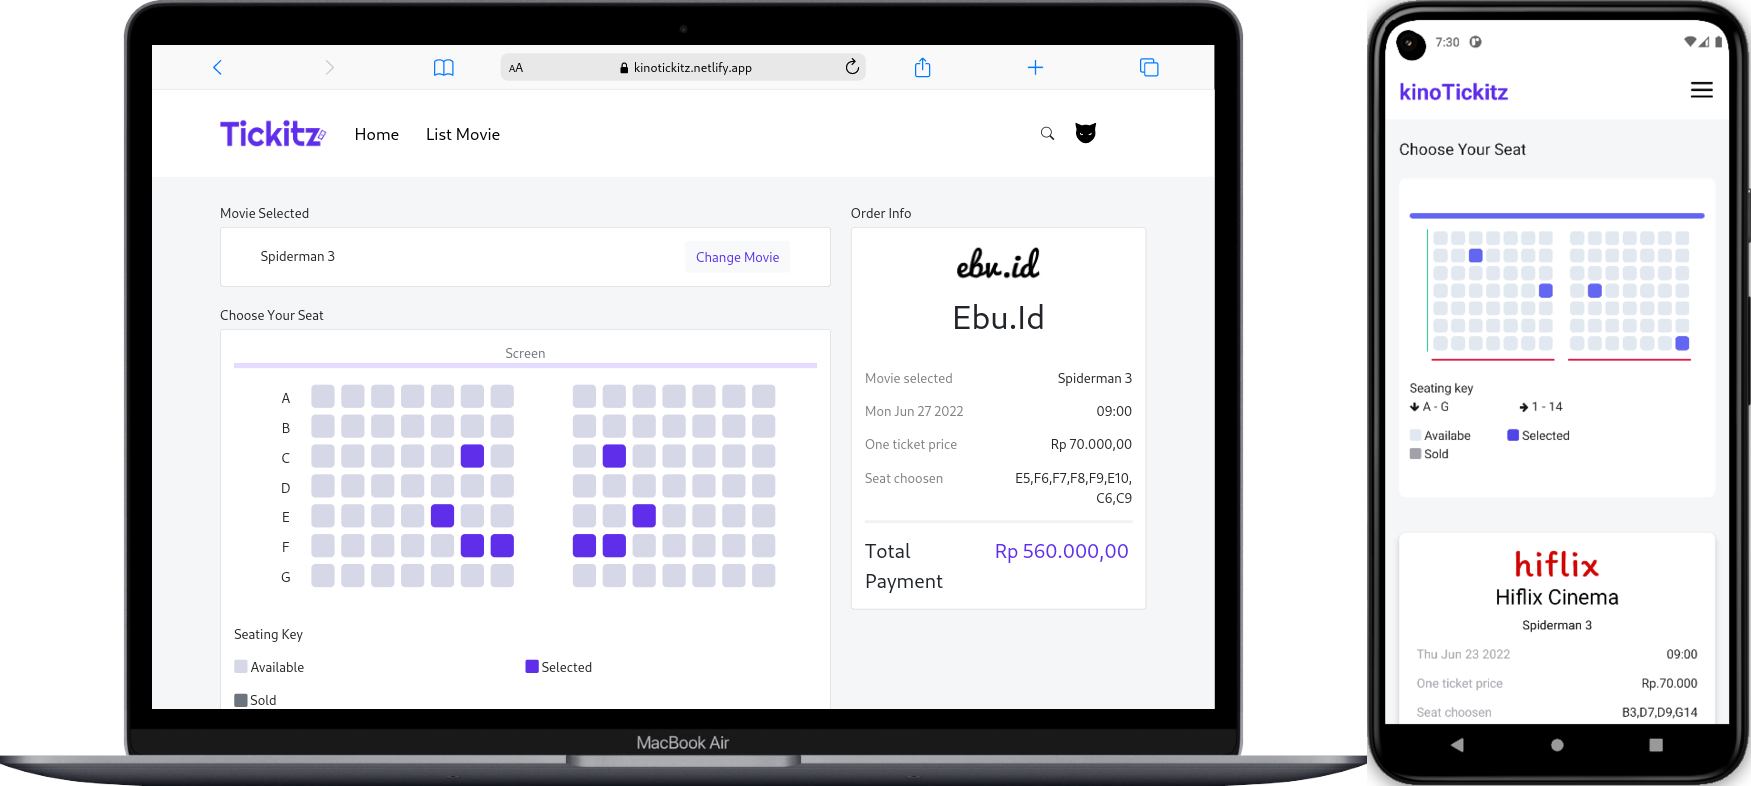 AA kinotickitz.netlify.app
Tickitz Home List Movie
Movie Selected
Spiderman 3 Change Movie
Choose Your Seat
Screen
A
B
C
D
E
F
G
Seating Key
Available Selected
Sold
Order Info
ebv.id
Ebu.Id
Movie selected Spiderman 3
Mon Jun 27 2022 09:00
One ticket price Rp 70.000,00
Seat choosen E5,F6,F7,F8,F9,E10,
C6,C9
Total Rp 560.000,00
Payment
MacBook Air
7:30
kinoTickitz
Choose Your Seat
Seating key
A - G 1 - 14
Availabe Selected
Sold
hiflix
Hiflix Cinema
Spiderman 3
Thu Jun 23 2022 09:00
One ticket price Rp.70.000
Seat choosen B3,D7,D9,G14